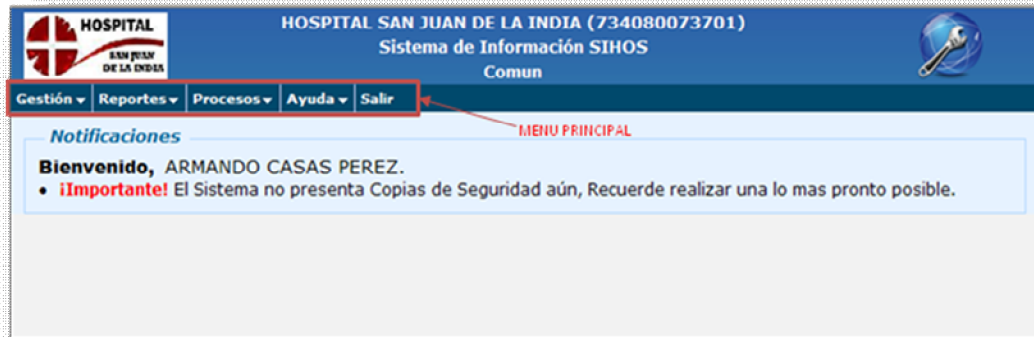 HOSPITAL
SAN JUAN
DE LA INDIA
HOSPITAL SAN JUAN DE LA INDIA (734080073701)
Sistema de Información SIHOS
Comun
Gestión Reportes Procesos Ayuda Salir
MENU PRINCIPAL
Notificaciones
Bienvenido, ARMANDO CASAS PEREZ.
• ¡Importante! El Sistema no presenta Copias de Seguridad aún, Recuerde realizar una lo mas pronto posible.